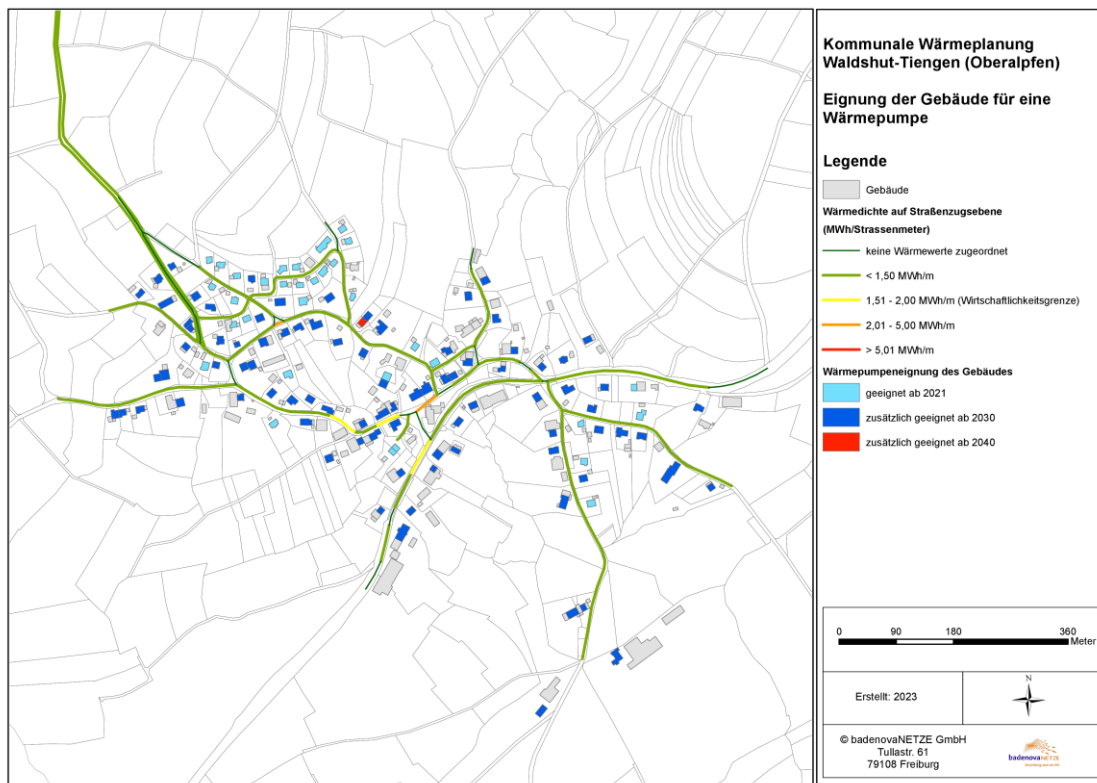 Kommunale Wärmeplanung
Waldshut-Tiengen (Oberalpfen)
Eignung der Gebäude für eine
Wärmepumpe
Legende
Gebäude
Wärmedichte auf Straßenzugsebene
(MWh/Strassenmeter)
keine Wärmewerte zugeordnet
< 1,50 MWh/m
1,51 - 2,00 MWh/m (Wirtschaftlichkeitsgrenze)
2,01 - 5,00 MWh/m
> 5,01 MWh/m
Wärmepumpeneignung des Gebäudes
geeignet ab 2021
zusätzlich geeignet ab 2030
zusätzlich geeignet ab 2040
0 90 180 360
Meter
Erstellt: 2023
N
© badenovaNETZE GmbH
Tullastr. 61
79108 Freiburg
badenovaNETZE